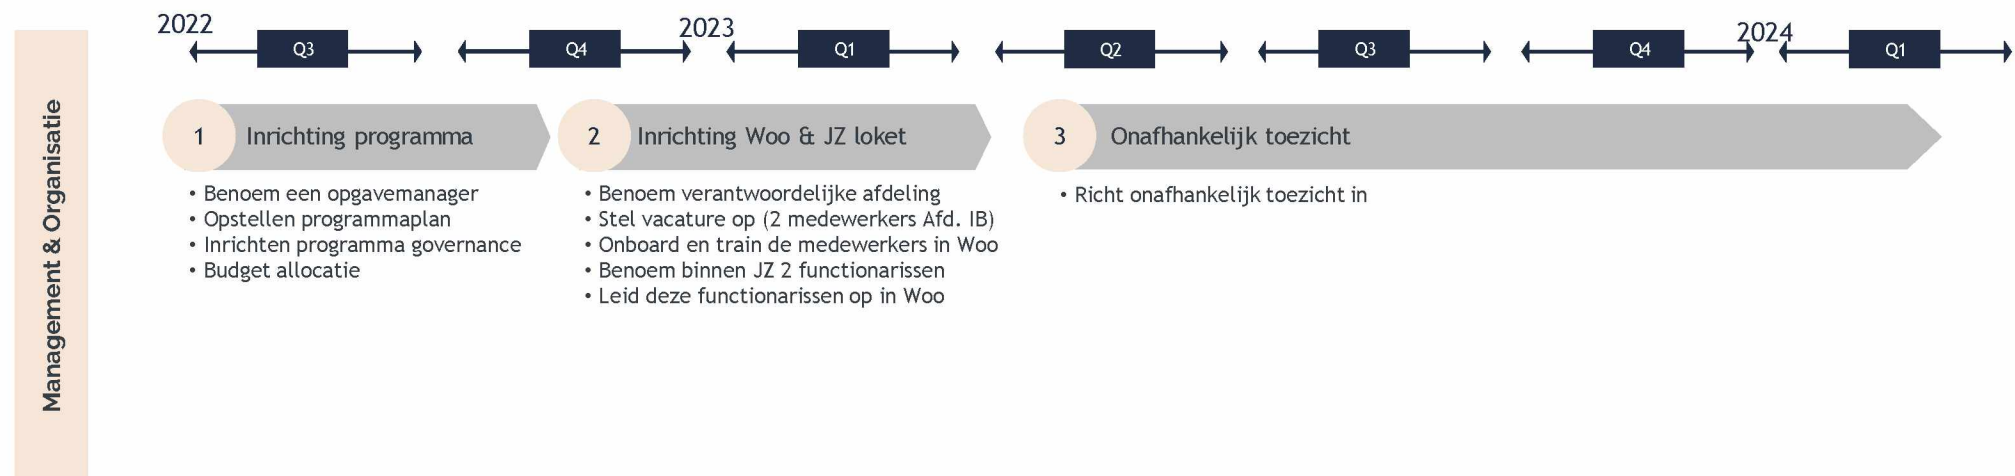 2022
2023
2024
Q3
Q4
Q1
Q2
Q3
Q4
Q1
Management & Organisatie
1
Inrichting programma
• Benoem een opgavemanager
• Opstellen programmaplan
• Inrichten programma governance
• Budget allocatie
2
Inrichting Woo & JZ loket
• Benoem verantwoordelijke afdeling
• Stel vacature op (2 medewerkers Afd. IB)
• Onboard en train de medewerkers in Woo
• Benoem binnen JZ 2 functionarissen
• Leid deze functionarissen op in Woo
3
Onafhankelijk toezicht
• Richt onafhankelijk toezicht in